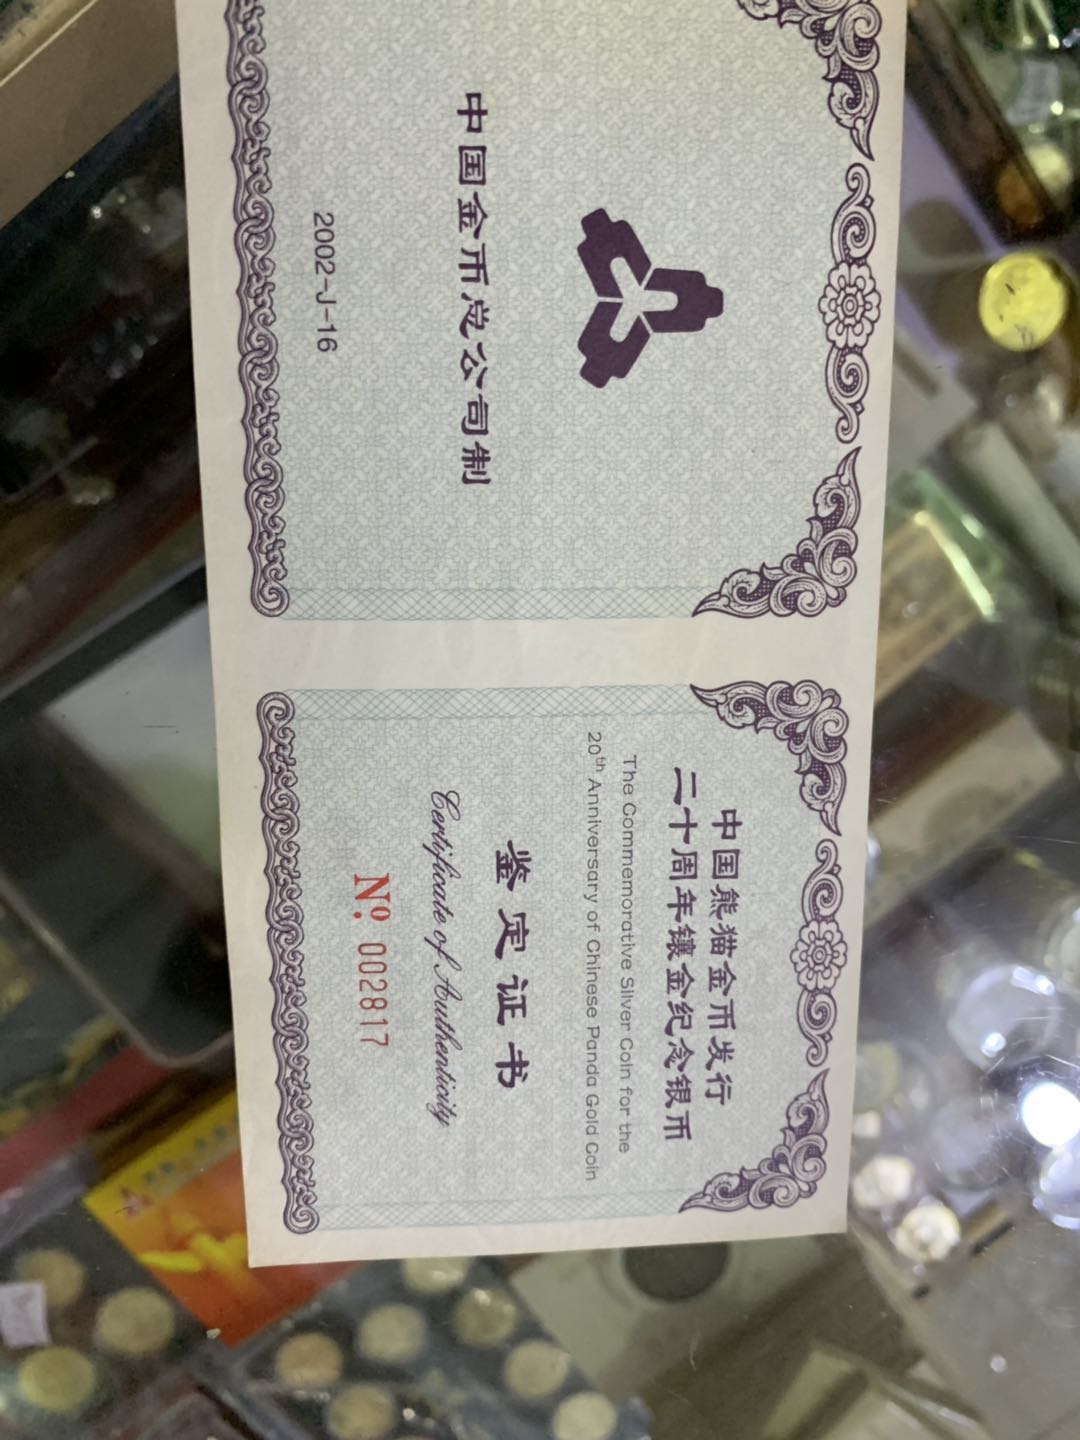 中国金币总公司制
2002-J-16
中国熊猫金币发行
二十周年镶金纪念银币
The Commemorative Silver Coin for the
20th Anniversary of Chinese Panda Gold Coin
鉴定证书
Certificate of Authenticity
Nº. 002817